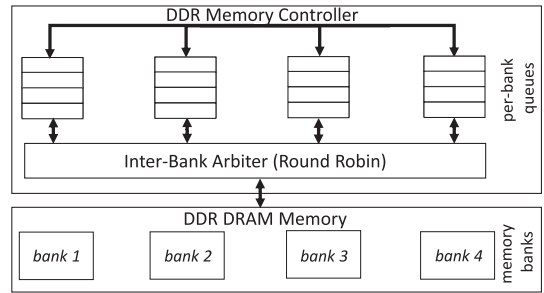 DDR Memory Controller
per-bank
queues
Inter-Bank Arbiter (Round Robin)
DDR DRAM Memory
bank 1
bank 2
bank 3
bank 4
memory
banks